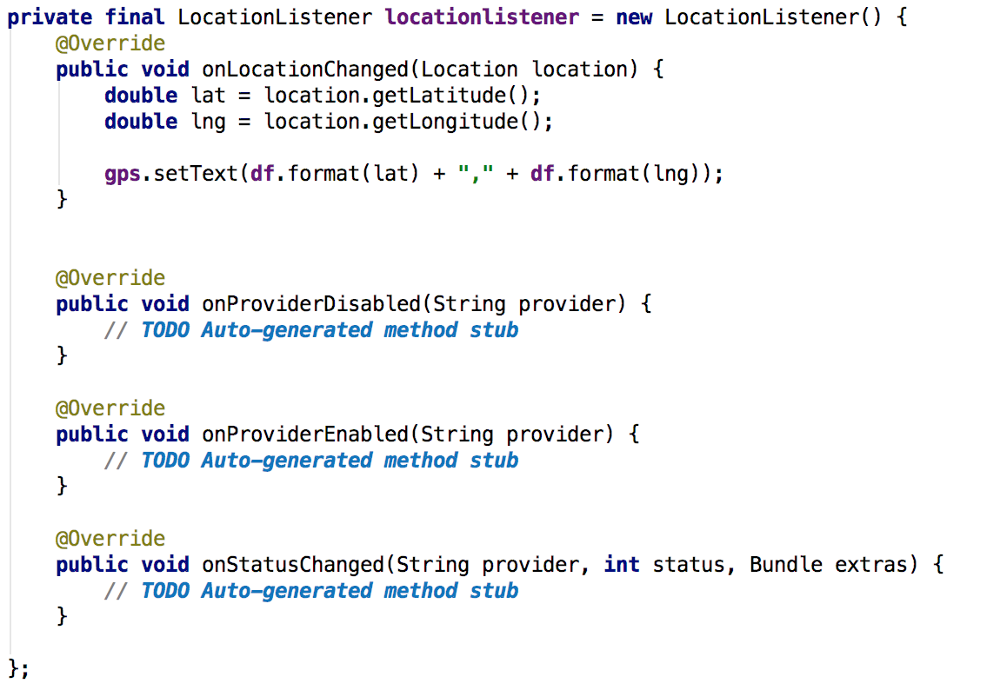 private final LocationListener locationlistener = new LocationListener() {
    @Override
    public void onLocationChanged(Location location) {
        double lat = location.getLatitude();
        double lng = location.getLongitude();

        gps.setText(df.format(lat) + "," + df.format(lng));
    }


    @Override
    public void onProviderDisabled(String provider) {
        // TODO Auto-generated method stub
    }

    @Override
    public void onProviderEnabled(String provider) {
        // TODO Auto-generated method stub
    }

    @Override
    public void onStatusChanged(String provider, int status, Bundle extras) {
        // TODO Auto-generated method stub
    }

};